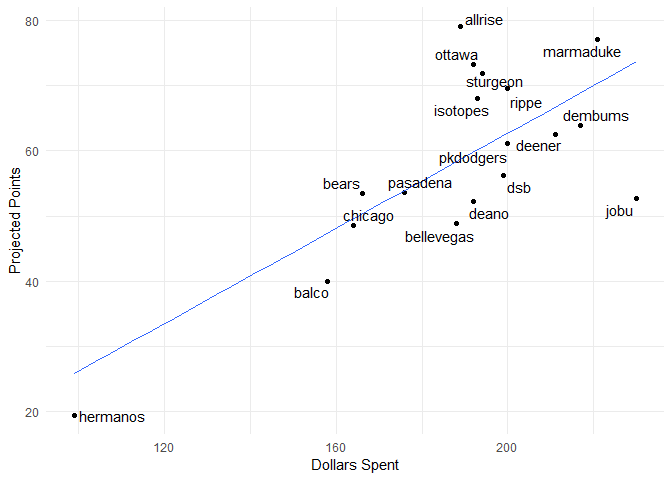 80
allrise
marmaduke
ottawa
sturgeon
rippe
isotopes
dembums
60
deener
pkdodgers
bears
pasadena
dsb
deano
jobu
chicago
bellevegas
40
balco
20
hermanos
120
160
200
Dollars Spent
Projected Points